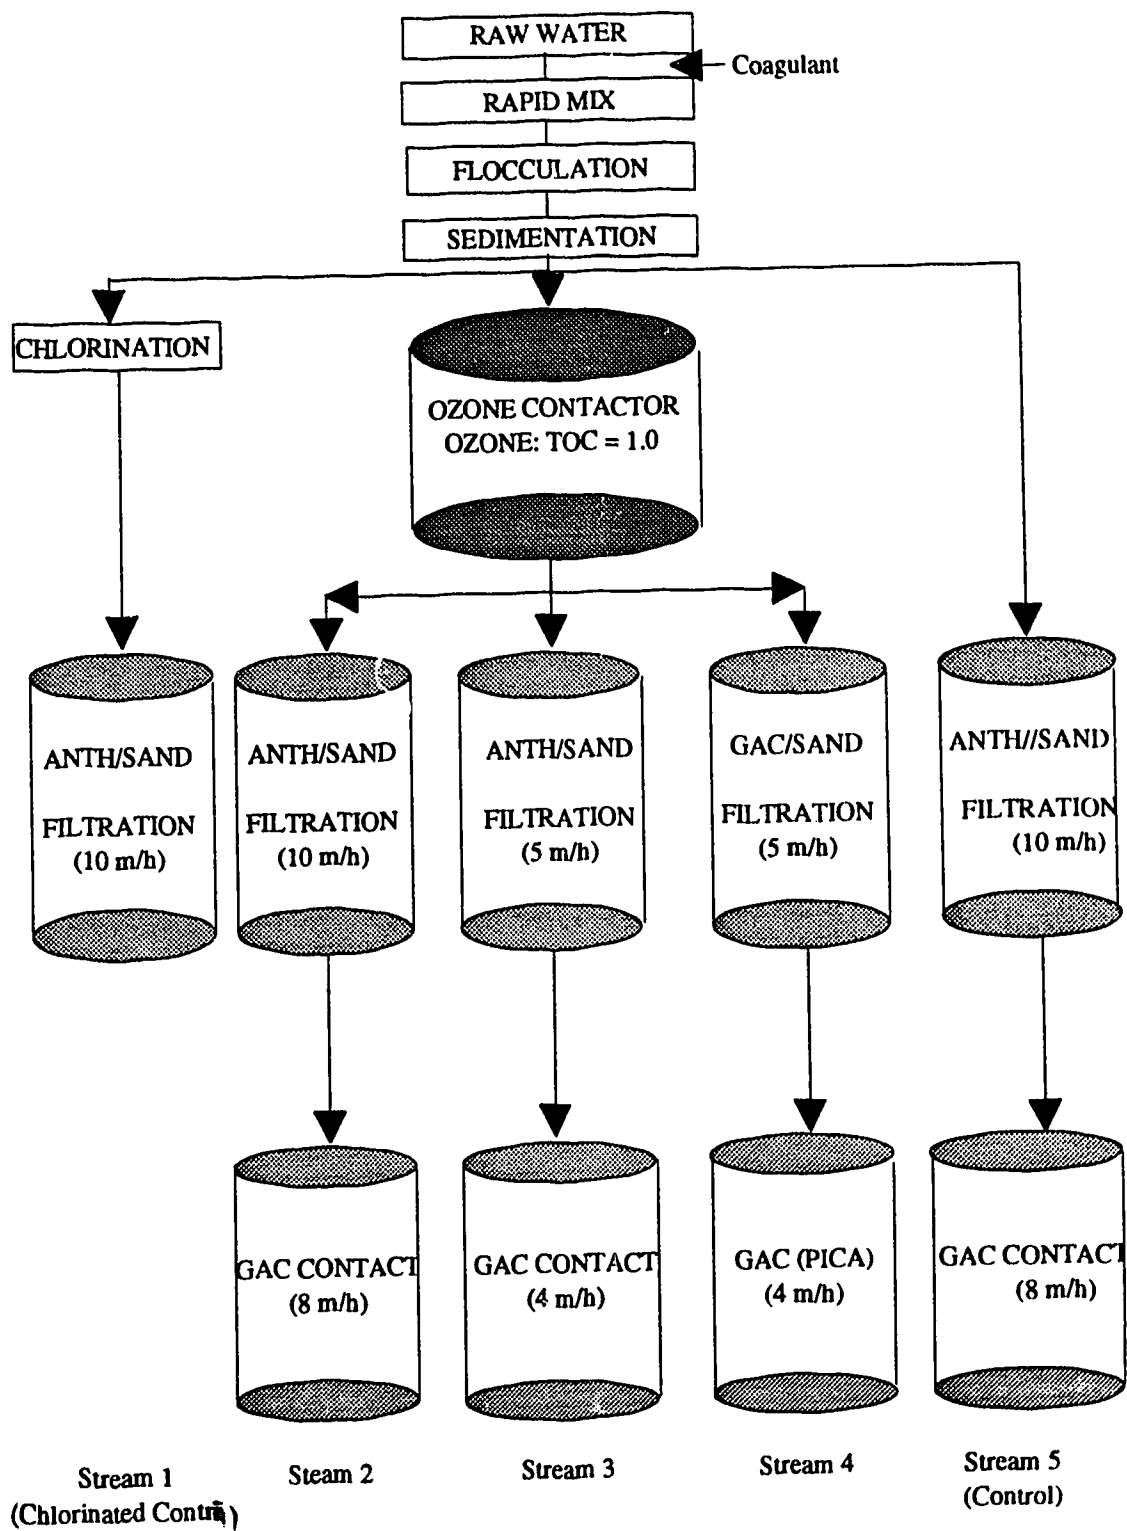 RAW WATER
Coagulant
RAPID MIX
FLOCCULATION
SEDIMENTATION
CHLORINATION
OZONE CONTACTOR
OZONE: TOC = 1.0
ANTH/SAND
FILTRATION
(10 m/h)
ANTH/SAND
FILTRATION
(10 m/h)
ANTH/SAND
FILTRATION
(5 m/h)
GAC/SAND
FILTRATION
(5 m/h)
ANTH//SAND
FILTRATION
(10 m/h)
GAC CONTACT
(8 m/h)
GAC CONTACT
(4 m/h)
GAC (PICA)
(4 m/h)
GAC CONTACT
(8 m/h)
Stream 1
(Chlorinated
Steam 2
Stream 3
Stream 4
Stream 5
(Control)